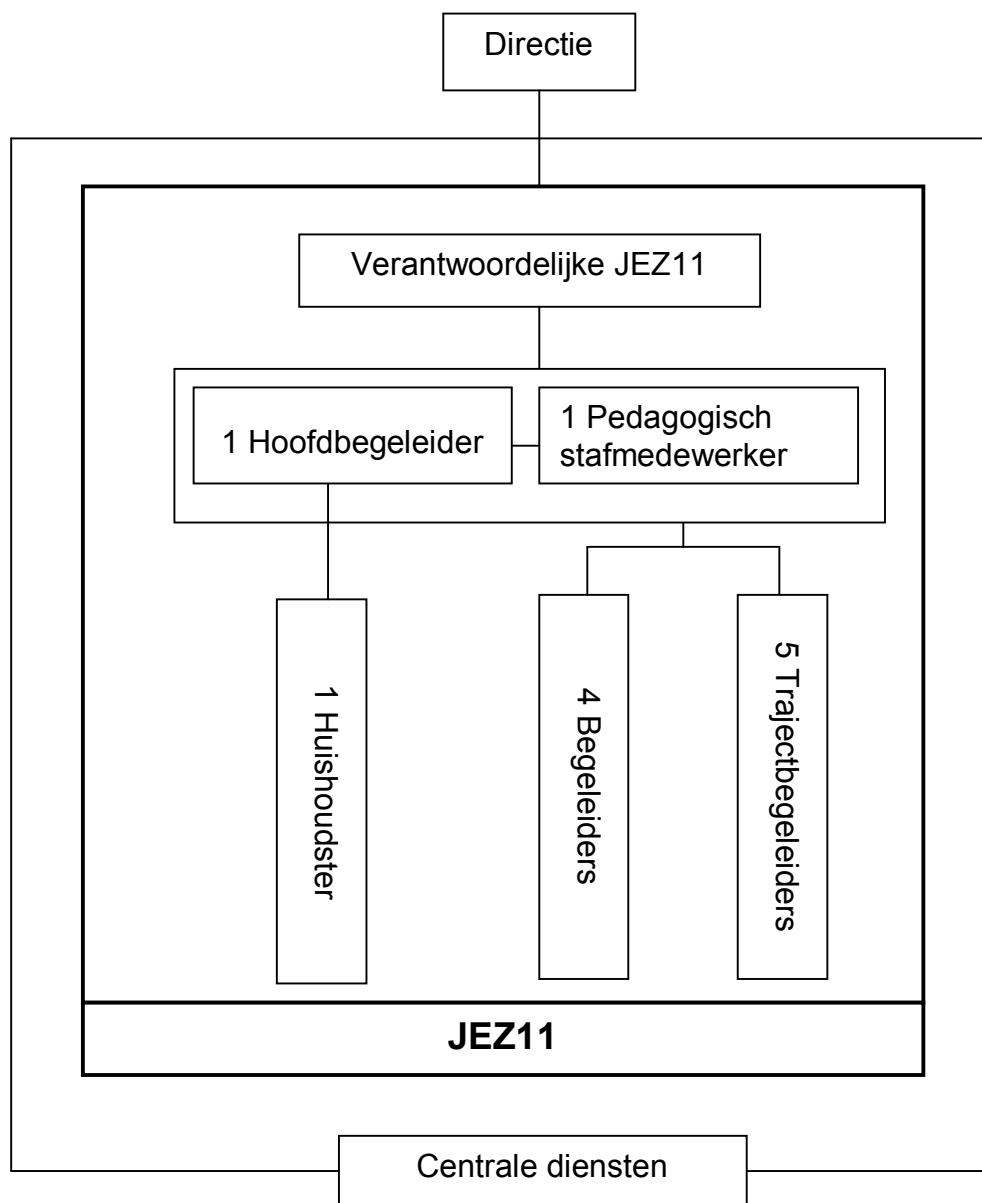 Directie
Verantwoordelijke JEZ11
1 Hoofdbegeleider
1 Pedagogisch
stafmedewerker
1 Huishoudster
4 Begeleiders
5 Trajectbegeleiders
JEZ11
Centrale diensten